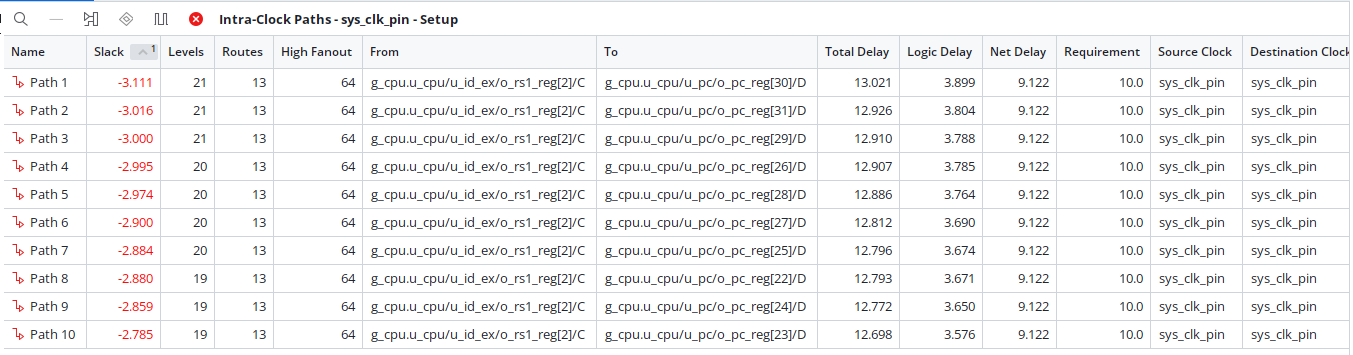 Intra-Clock Paths - sys_clk_pin - Setup
Name Slack 1 Levels Routes High Fanout From To Total Delay Logic Delay Net Delay Requirement Source Clock Destination Clock
Path 1 -3.111 21 13 64 g_cpu.u_cpu/u_id_ex/o_rs1_reg[2]/C g_cpu.u_cpu/u_pc/o_pc_reg[30]/D 13.021 3.899 9.122 10.0 sys_clk_pin sys_clk_pin
Path 2 -3.016 21 13 64 g_cpu.u_cpu/u_id_ex/o_rs1_reg[2]/C g_cpu.u_cpu/u_pc/o_pc_reg[31]/D 12.926 3.804 9.122 10.0 sys_clk_pin sys_clk_pin
Path 3 -3.000 21 13 64 g_cpu.u_cpu/u_id_ex/o_rs1_reg[2]/C g_cpu.u_cpu/u_pc/o_pc_reg[29]/D 12.910 3.788 9.122 10.0 sys_clk_pin sys_clk_pin
Path 4 -2.995 20 13 64 g_cpu.u_cpu/u_id_ex/o_rs1_reg[2]/C g_cpu.u_cpu/u_pc/o_pc_reg[26]/D 12.907 3.785 9.122 10.0 sys_clk_pin sys_clk_pin
Path 5 -2.974 20 13 64 g_cpu.u_cpu/u_id_ex/o_rs1_reg[2]/C g_cpu.u_cpu/u_pc/o_pc_reg[28]/D 12.886 3.764 9.122 10.0 sys_clk_pin sys_clk_pin
Path 6 -2.900 20 13 64 g_cpu.u_cpu/u_id_ex/o_rs1_reg[2]/C g_cpu.u_cpu/u_pc/o_pc_reg[27]/D 12.812 3.690 9.122 10.0 sys_clk_pin sys_clk_pin
Path 7 -2.884 20 13 64 g_cpu.u_cpu/u_id_ex/o_rs1_reg[2]/C g_cpu.u_cpu/u_pc/o_pc_reg[25]/D 12.796 3.674 9.122 10.0 sys_clk_pin sys_clk_pin
Path 8 -2.880 19 13 64 g_cpu.u_cpu/u_id_ex/o_rs1_reg[2]/C g_cpu.u_cpu/u_pc/o_pc_reg[22]/D 12.793 3.671 9.122 10.0 sys_clk_pin sys_clk_pin
Path 9 -2.859 19 13 64 g_cpu.u_cpu/u_id_ex/o_rs1_reg[2]/C g_cpu.u_cpu/u_pc/o_pc_reg[24]/D 12.772 3.650 9.122 10.0 sys_clk_pin sys_clk_pin
Path 10 -2.785 19 13 64 g_cpu.u_cpu/u_id_ex/o_rs1_reg[2]/C g_cpu.u_cpu/u_pc/o_pc_reg[23]/D 12.698 3.576 9.122 10.0 sys_clk_pin sys_clk_pin